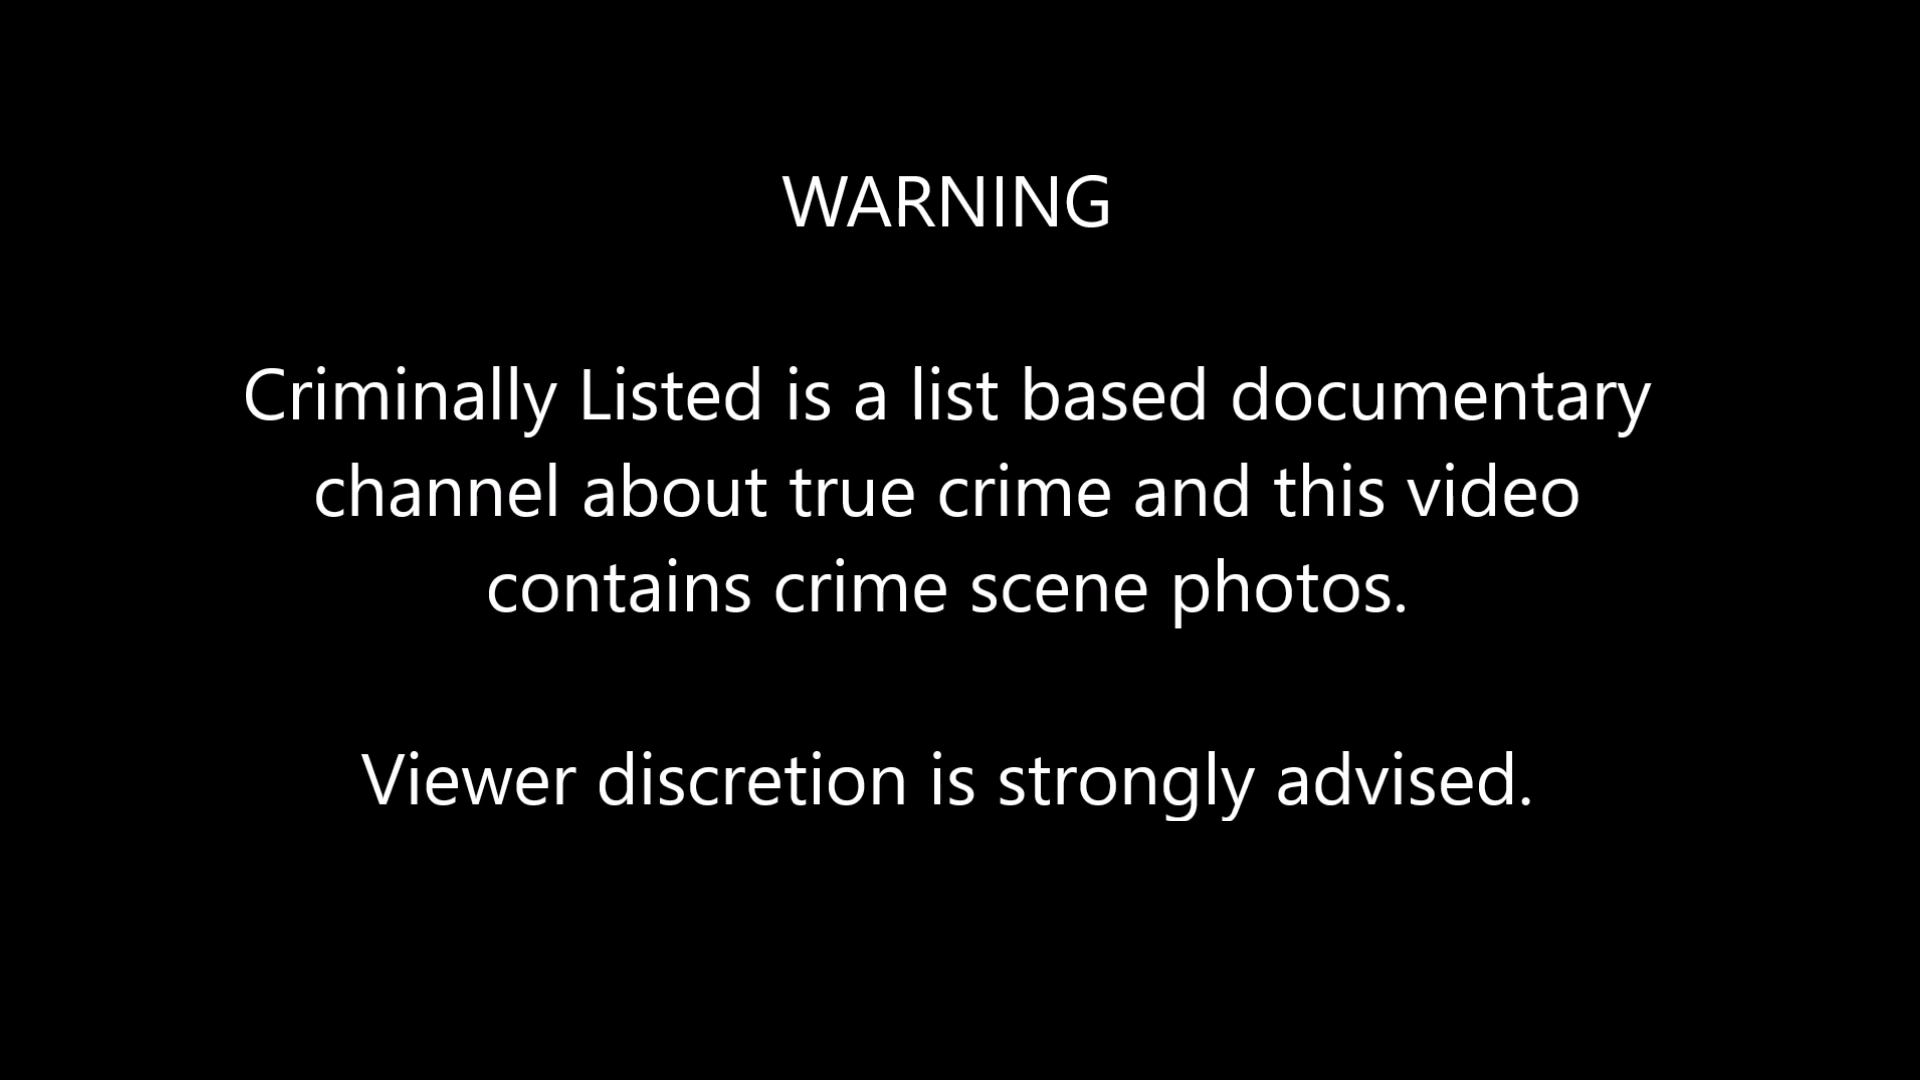 WARNING
Criminally Listed is a list based documentary
channel about true crime and this video
contains crime scene photos.
Viewer discretion is strongly advised.